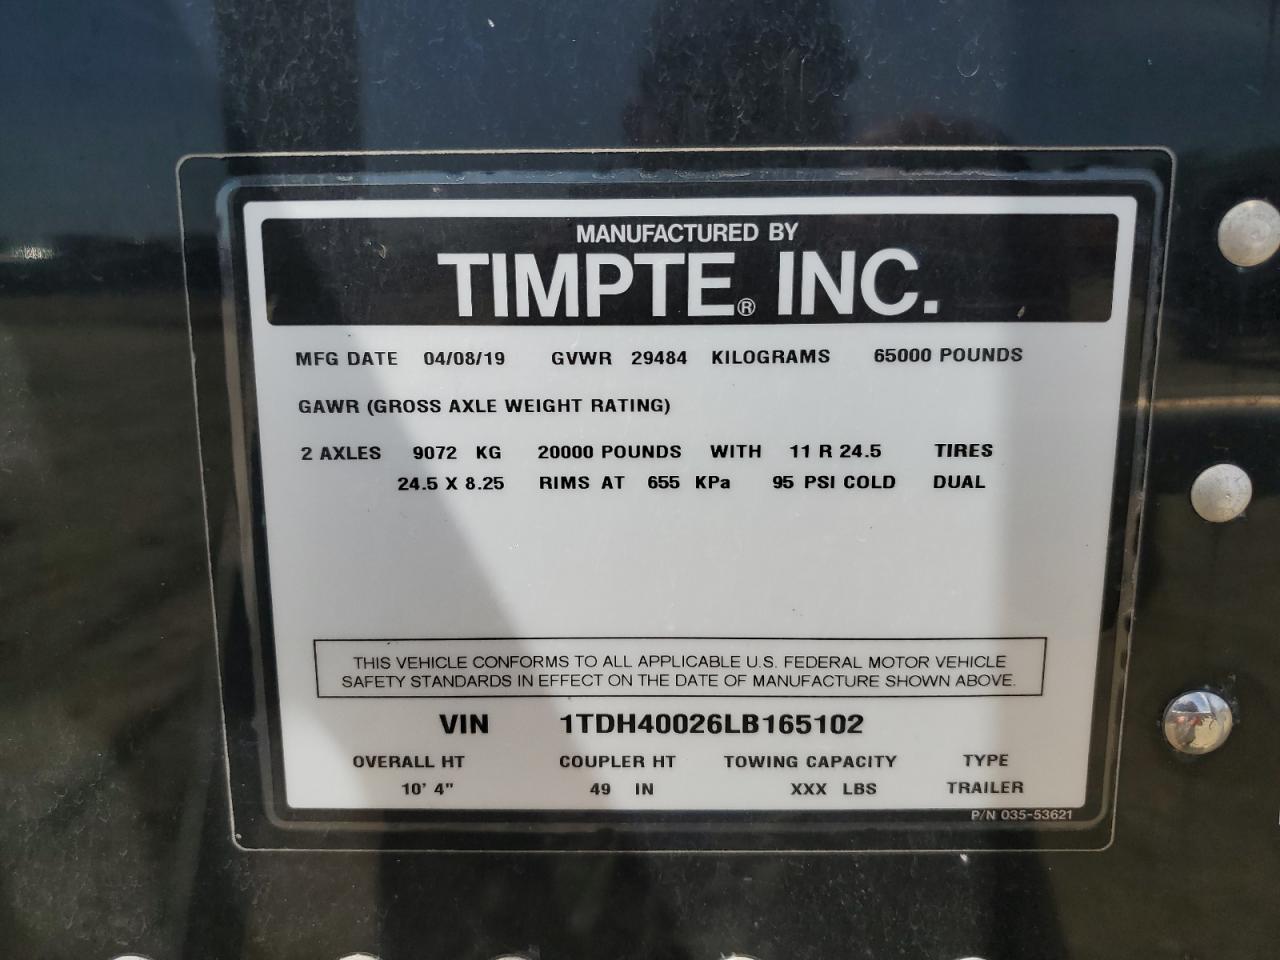 MANUFACTURED BY
TIMPTE® INC.
MFG DATE 04/08/19 GVWR 29484 KILOGRAMS 65000 POUNDS
GAWR (GROSS AXLE WEIGHT RATING)
2 AXLES 9072 KG 20000 POUNDS WITH 11 R 24.5 TIRES
24.5 X 8.25 RIMS AT 655 KPa 95 PSI COLD DUAL
THIS VEHICLE CONFORMS TO ALL APPLICABLE U.S. FEDERAL MOTOR VEHICLE
SAFETY STANDARDS IN EFFECT ON THE DATE OF MANUFACTURE SHOWN ABOVE.
VIN 1TDH40026LB165102
OVERALL HT COUPLER HT TOWING CAPACITY TYPE
10' 4" 49 IN XXX LBS TRAILER
P/N 035-53621